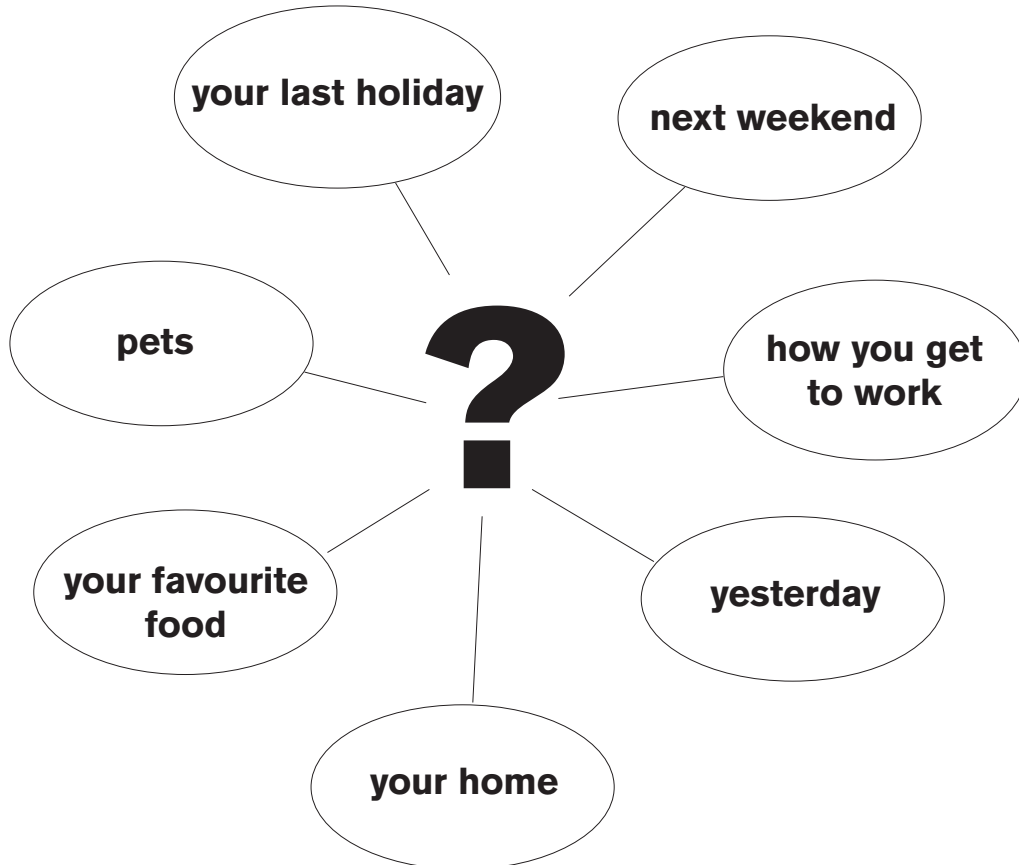 your last holiday
next weekend
pets
?
how you get
to work
your favourite
food
yesterday
your home